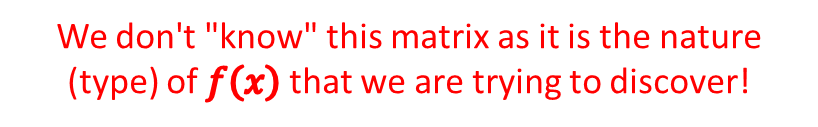 We don't "know" this matrix as it is the nature
(type) of f(x) that we are trying to discover!